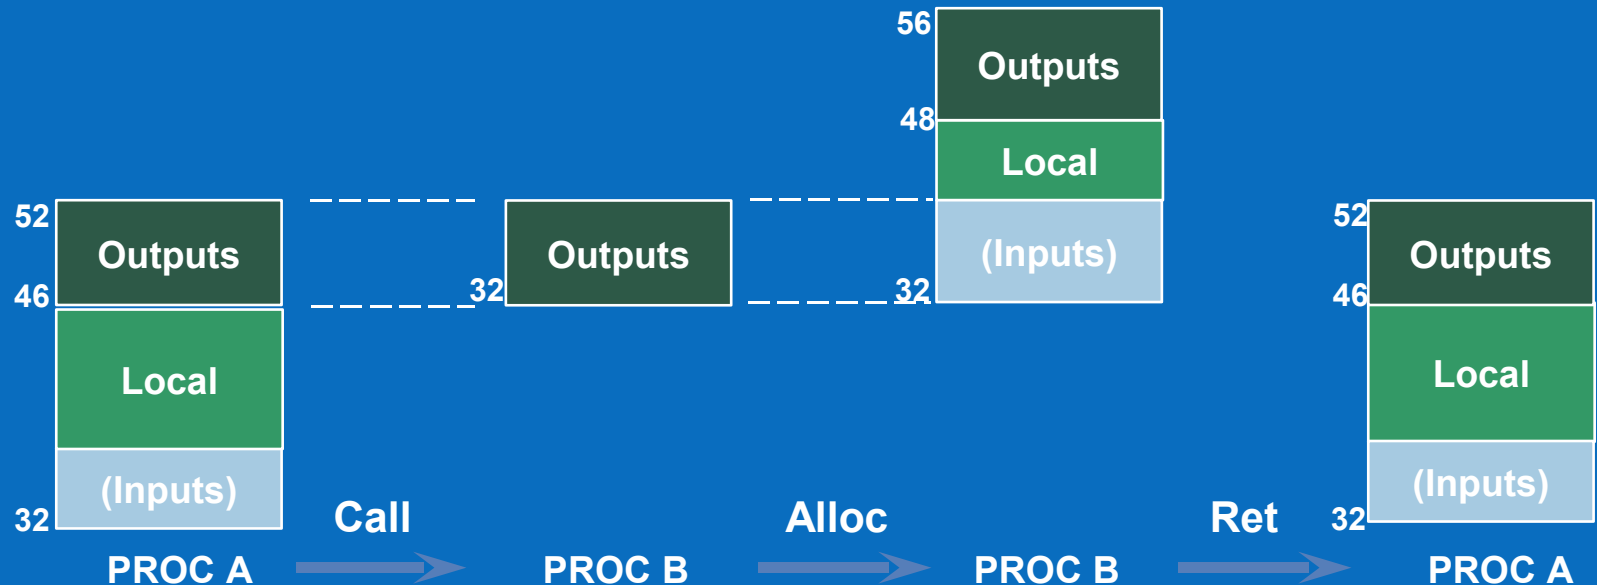 56
Outputs
48
Local
52
52
Outputs
Outputs
(Inputs)
Outputs
46
32
32
46
Local
Local
(Inputs)
(Inputs)
32
Call
Alloc
Ret
32
PROC A
PROC B
PROC B
PROC A